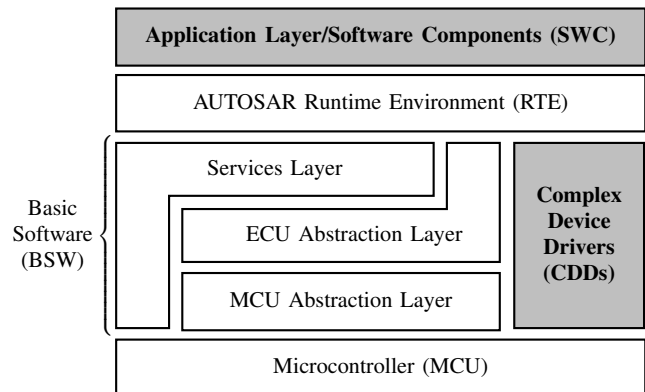 Application Layer/Software Components (SWC)
AUTOSAR Runtime Environment (RTE)
Services Layer
ECU Abstraction Layer
MCU Abstraction Layer
Basic
Software
(BSW)
Complex
Device
Drivers
(CDDs)
Microcontroller (MCU)